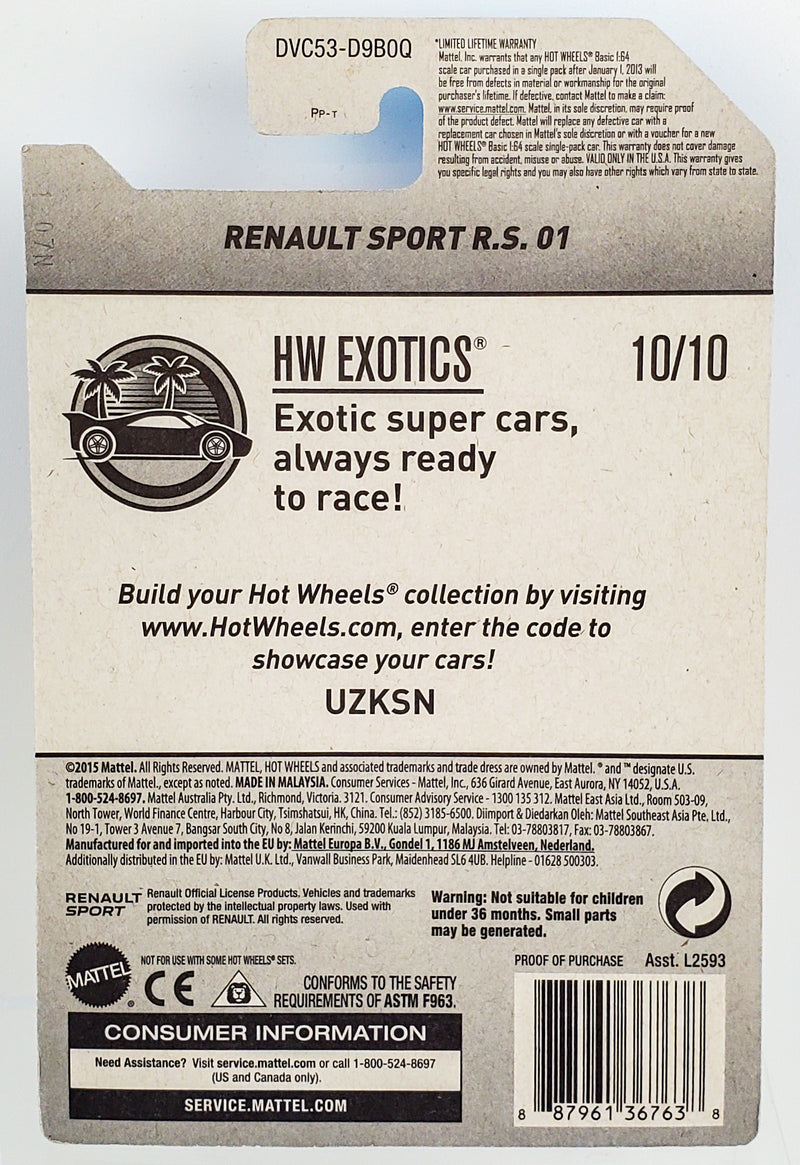 DVC53-D9B0Q
Pp-T
*LIMITED LIFETIME WARRANTY
Mattel, Inc. warrants that any HOT WHEELS® Basic 1:64
scale car purchased in a single pack after January 1, 2013 will
be free from defects in material or workmanship for the original
purchaser's lifetime. If defective, contact Mattel to make a claim:
www.service.mattel.com. Mattel, in its sole discretion, may require proof
of the product defect. Mattel will replace any defective car with a
replacement car chosen in Mattel's sole discretion or with a voucher for a new
HOT WHEELS® Basic 1:64 scale single-pack car. This warranty does not cover damage
resulting from accident, misuse or abuse. VALID ONLY IN THE U.S.A. This warranty gives
you specific legal rights and you may also have other rights which vary from state to state.
RENAULT SPORT R.S. 01
HW EXOTICS®
10/10
Exotic super cars,
always ready
to race!
Build your Hot Wheels® collection by visiting
www.HotWheels.com, enter the code to
showcase your cars!
UZKSN
©2015 Mattel. All Rights Reserved. MATTEL, HOT WHEELS and associated trademarks and trade dress are owned by Mattel. ® and ™ designate U.S.
trademarks of Mattel., except as noted. MADE IN MALAYSIA. Consumer Services - Mattel, Inc., 636 Girard Avenue, East Aurora, NY 14052, U.S.A.
1-800-524-8697. Mattel Australia Pty. Ltd., Richmond, Victoria. 3121. Consumer Advisory Service - 1300 135 312. Mattel East Asia Ltd., Room 503-09,
North Tower, World Finance Centre, Harbour City, Tsimshatsui, HK, China. Tel.: (852) 3185-6500. Diimport & Diedarkan Oleh: Mattel Southeast Asia Pte., Ltd.,
No 19-1, Tower 3 Avenue 7, Bangsar South City, No 8, Jalan Kerinchi, 59200 Kuala Lumpur, Malaysia. Tel: 03-78803817, Fax: 03-78803867.
Manufactured for and imported into the EU by: Mattel Europa B.V., Gondel 1, 1186 MJ Amstelveen, Nederland.
Additionally distributed in the EU by: Mattel U.K. Ltd., Vanwall Business Park, Maidenhead SL6 4UB. Helpline - 01628 500303.
RENAULT
SPORT
Renault Official License Products. Vehicles and trademarks
protected by the intellectual property laws. Used with
permission of RENAULT. All rights reserved.
Warning: Not suitable for children
under 36 months. Small parts
may be generated.
MATTEL®
NOT FOR USE WITH SOME HOT WHEELS® SETS.
CE
CONFORMS TO THE SAFETY
REQUIREMENTS OF ASTM F963.
PROOF OF PURCHASE
Asst. L2593
CONSUMER INFORMATION
Need Assistance? Visit service.mattel.com or call 1-800-524-8697
(US and Canada only).
SERVICE.MATTEL.COM
8 87961 36763 8